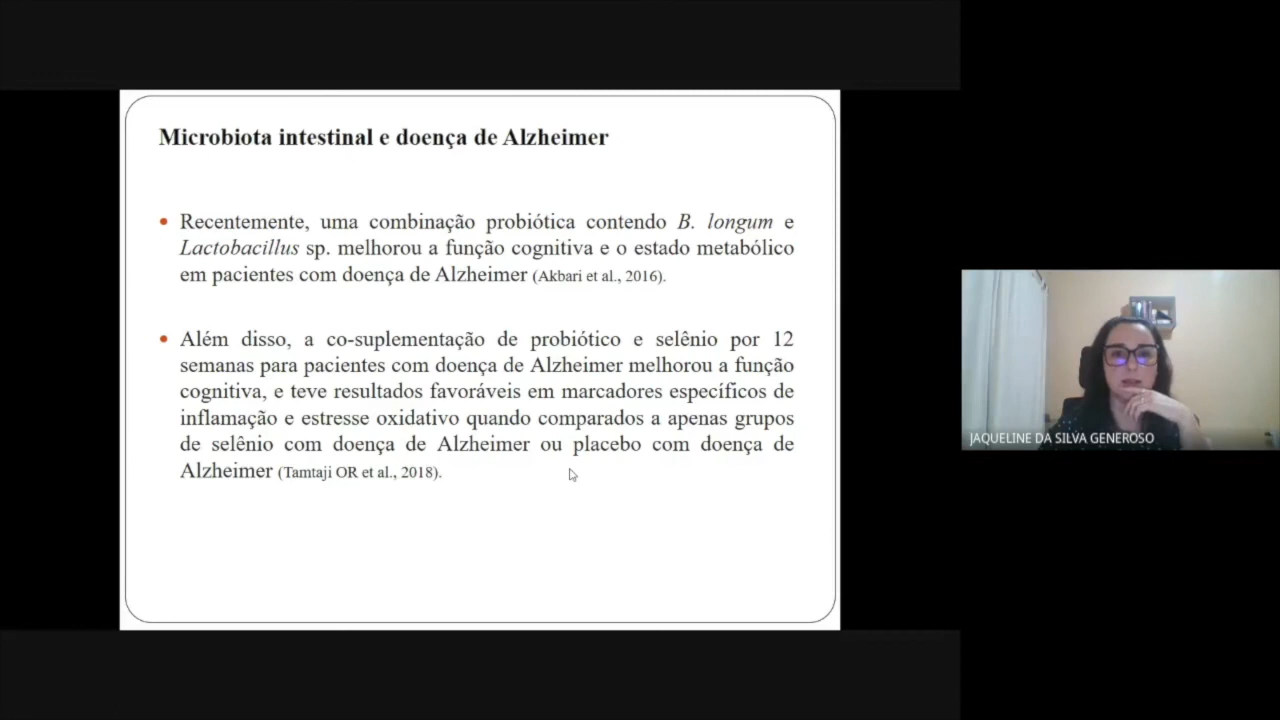 Microbiota intestinal e doença de Alzheimer
• Recentemente, uma combinação probiótica contendo B. longum e
Lactobacillus sp. melhorou a função cognitiva e o estado metabólico
em pacientes com doença de Alzheimer (Akbari et al., 2016).
• Além disso, a co-suplementação de probiótico e selênio por 12
semanas para pacientes com doença de Alzheimer melhorou a função
cognitiva, e teve resultados favoráveis em marcadores específicos de
inflamação e estresse oxidativo quando comparados a apenas grupos
de selênio com doença de Alzheimer ou placebo com doença de
Alzheimer (Tamtaji OR et al., 2018).
JAQUELINE DA SILVA GENEROSO